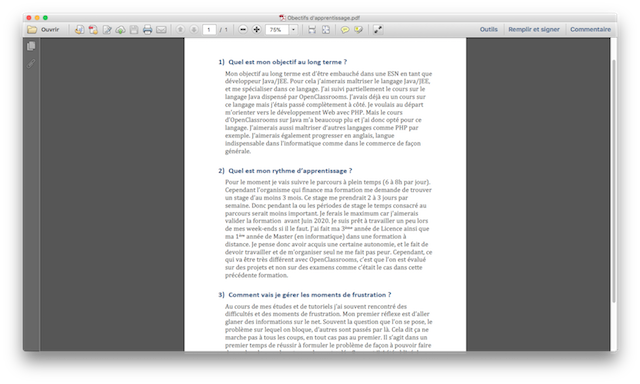 Obectifs d'apprentissage.pdf
Ouvrir
1 / 1
75%
Outils
Remplir et signer
Commentaire
1) Quel est mon objectif au long terme ?
Mon objectif au long terme est d'être embauché dans une ESN en tant que
développeur Java/JEE. Pour cela j'aimerais maîtriser le langage Java/JEE,
et me spécialiser dans ce langage. J'ai suivi partiellement le cours sur le
langage Java dispensé par OpenClassrooms. J'avais déjà eu un cours sur
ce langage mais j'étais passé complètement à côté. Je voulais au départ
m'orienter vers le développement Web avec PHP. Mais le cours
d'OpenClassrooms sur Java m'a beaucoup plu et j'ai donc opté pour ce
langage. J'aimerais aussi maîtriser d'autres langages comme PHP par
exemple. J'aimerais également progresser en anglais, langue
indispensable dans l'informatique comme dans le commerce de façon
générale.
2) Quel est mon rythme d'apprentissage ?
Pour le moment je vais suivre le parcours à plein temps (6 à 8h par jour).
Cependant l'organisme qui finance ma formation me demande de trouver
un stage d'au moins 3 mois. Ce stage me prendrait 2 à 3 jours par
semaine. Donc pendant la ou les périodes de stage le temps consacré au
parcours sera moins important. Je ferais le maximum car j'aimerais
valider la formation avant Juin 2020. Je suis prêt à travailler un peu lors
de mes week-ends si il le faut. J'ai fait ma 3ème année de Licence ainsi que
ma 1ère année de Master (en informatique) dans une formation à
distance. Je pense donc avoir acquis une certaine autonomie, et le fait de
devoir travailler et de m'organiser seul ne me fait pas peur. Cependant, ce
qui va être très différent avec OpenClassrooms, c'est que l'on est évalué
sur des projets et non sur des examens comme c'était le cas dans cette
précédente formation.
3) Comment vais je gérer les moments de frustration ?
Au cours de mes études et de tutoriels j'ai souvent rencontré des
difficultés et des moments de frustration. Mon premier réflexe est d'aller
glaner des informations sur le net. Souvent la question que l'on se pose, le
problème sur lequel on bloque, d'autres sont passés par là. Cela dit ça ne
marche pas à tous les coups, en tout cas pas au premier. Il s'agit dans un
premier temps de réussir à formuler le problème de façon à pouvoir faire